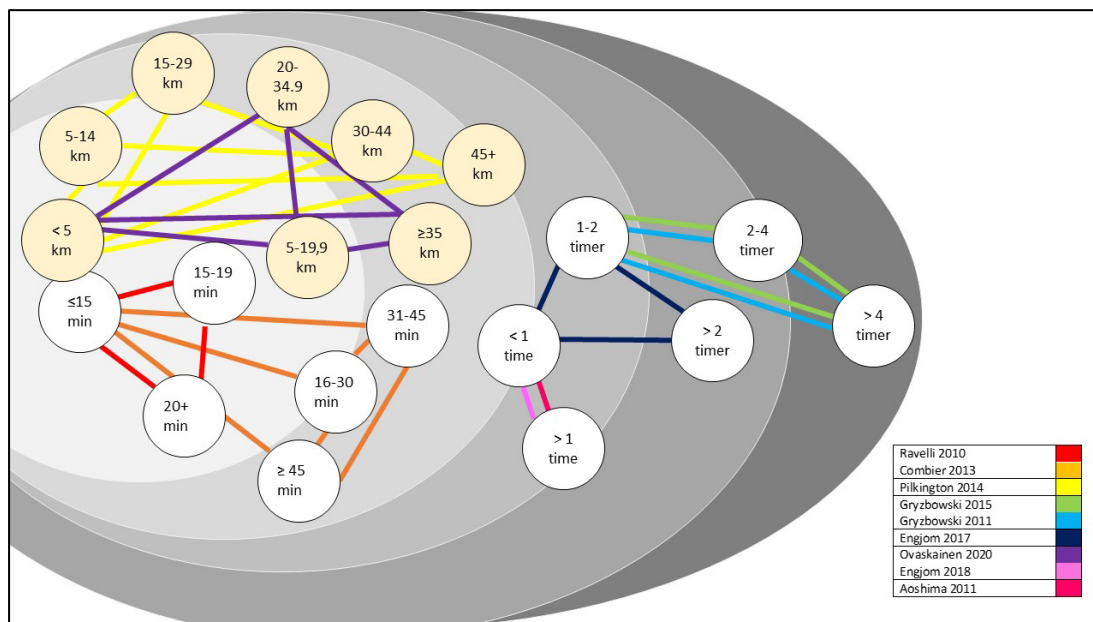 15-29
km
20-
34.9
km
30-44
km
45+
km
5-14
km
< 5
km
5-19,9
km
≥35
km
≤15
min
15-19
min
31-45
min
16-30
min
20+
min
≥ 45
min
1-2
timer
2-4
timer
< 1
time
> 2
timer
> 4
timer
> 1
time
Ravelli 2010
Combier 2013
Pilkington 2014
Gryzbowski 2015
Gryzbowski 2011
Engjom 2017
Ovaskainen 2020
Engjom 2018
Aoshima 2011